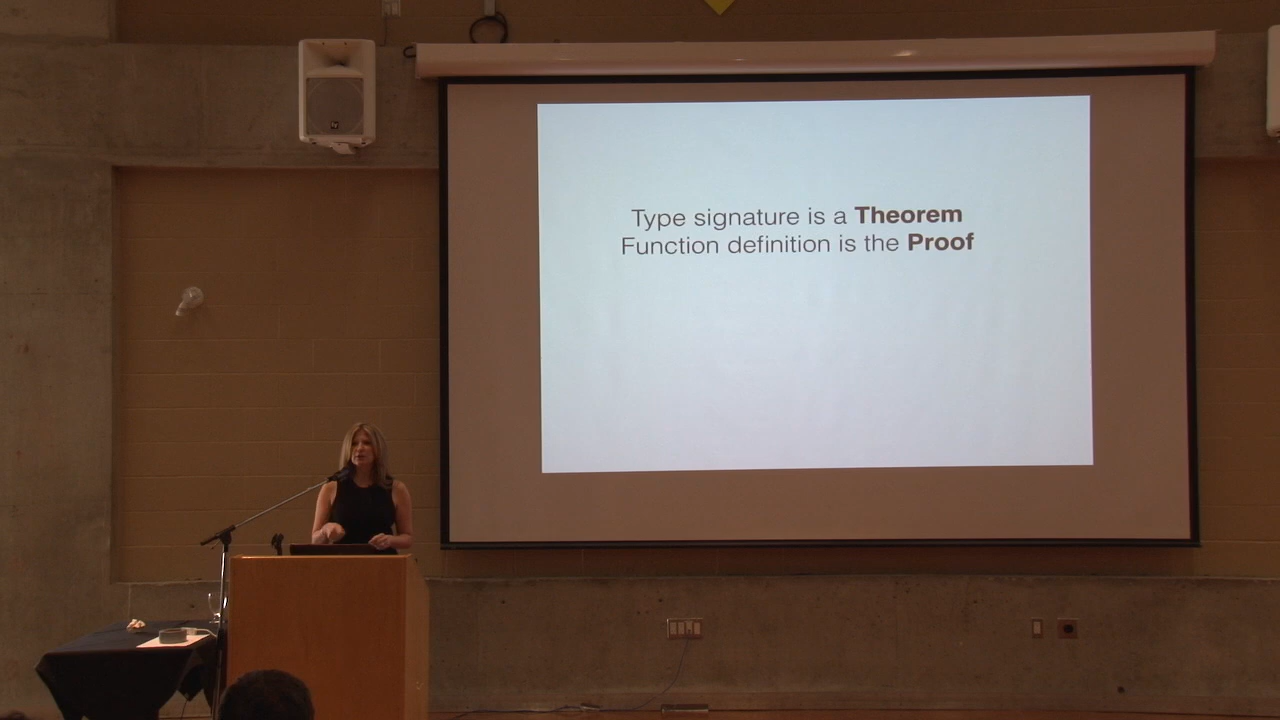 Type signature is a Theorem
Function definition is the Proof